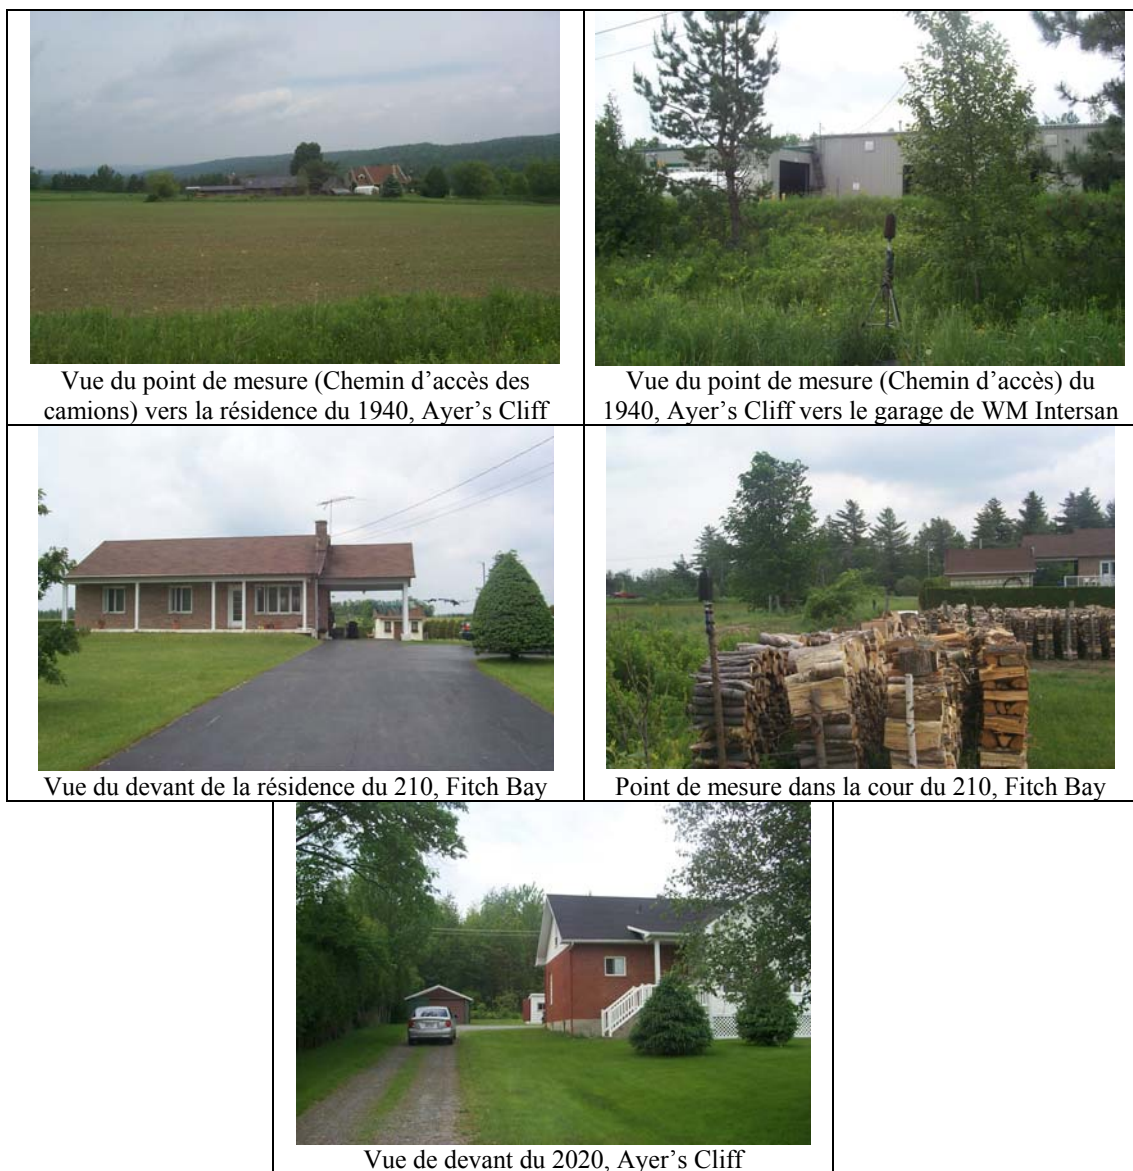 Vue du point de mesure (Chemin d’accès des
camions) vers la résidence du 1940, Ayer’s Cliff
Vue du point de mesure (Chemin d’accès) du
1940, Ayer’s Cliff vers le garage de WM Intersan
Vue du devant de la résidence du 210, Fitch Bay
Point de mesure dans la cour du 210, Fitch Bay
Vue de devant du 2020, Ayer’s Cliff